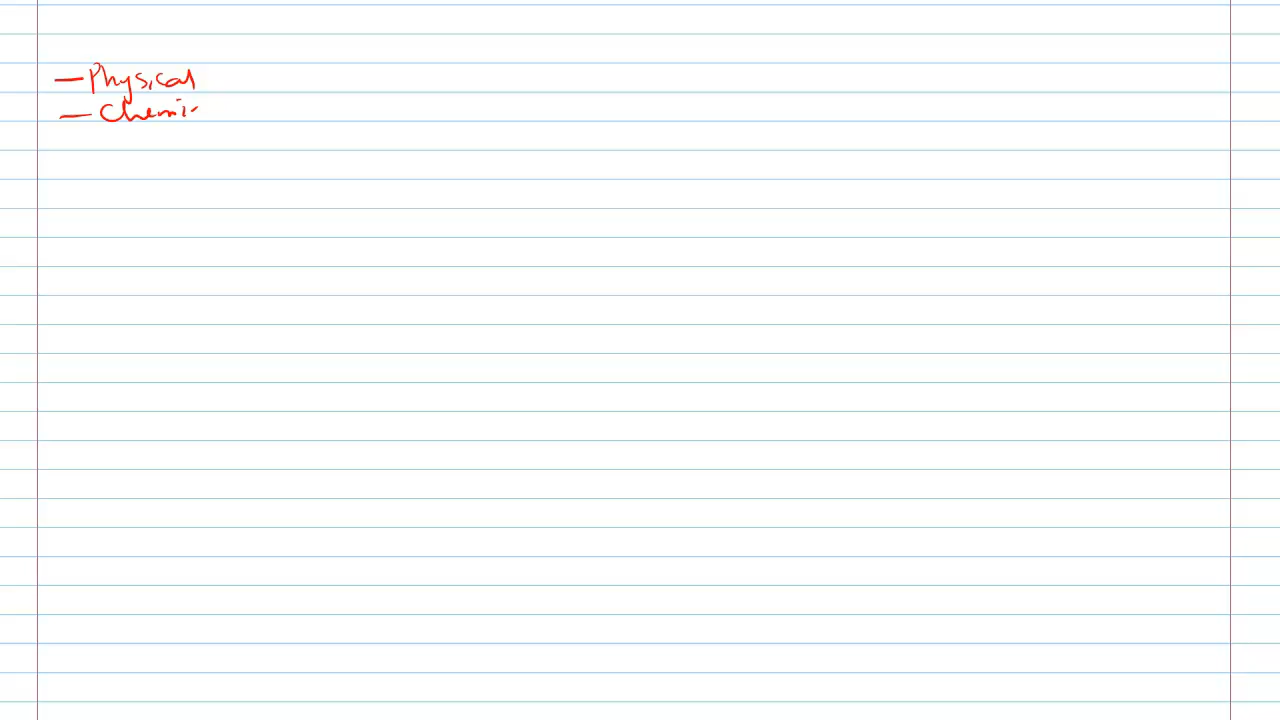 — Physical
— Chemi